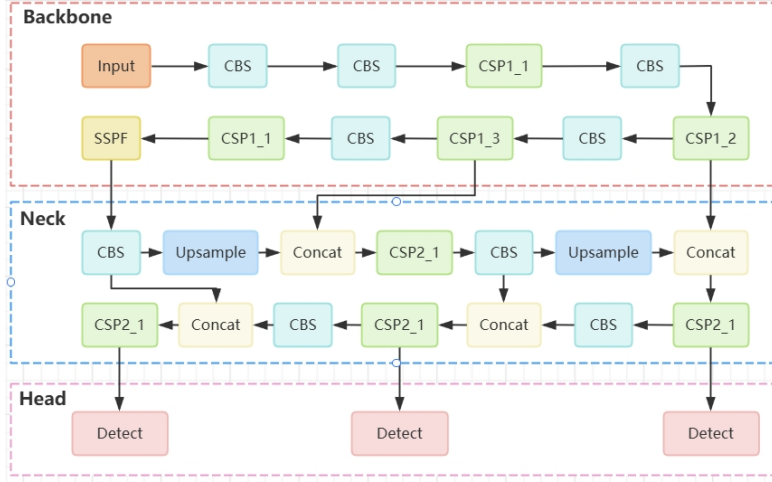 Backbone
Input CBS CBS CSP1_1 CBS
SSPF CSP1_1 CBS CSP1_3 CBS CSP1_2
Neck
CBS Upsample Concat CSP2_1 CBS Upsample Concat
CSP2_1 Concat CBS CSP2_1 Concat CBS CSP2_1
Head
Detect Detect Detect